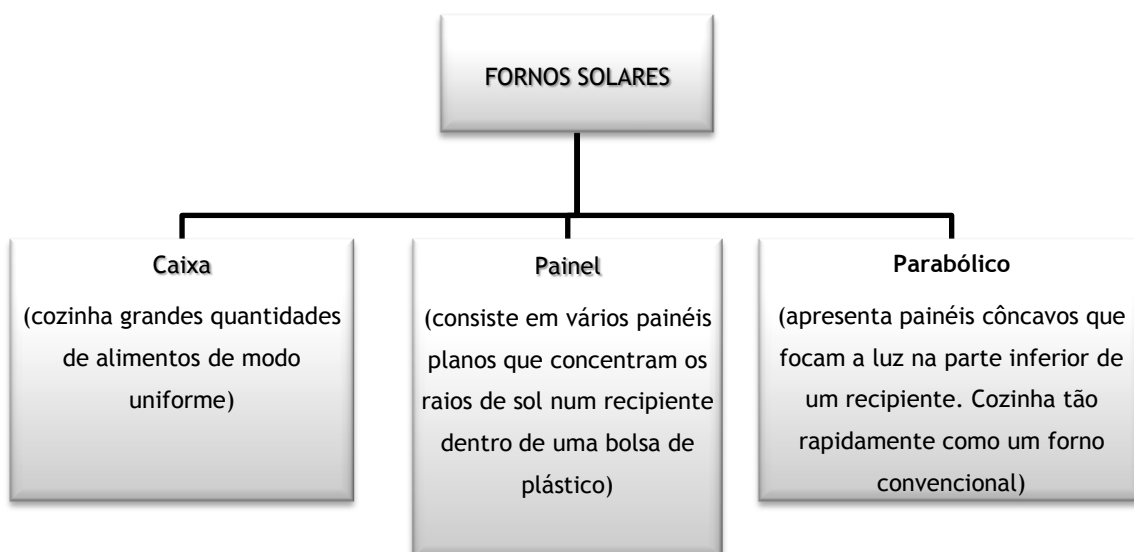 FORNOS SOLARES
Caixa
(cozinha grandes quantidades
de alimentos de modo
uniforme)
Painel
(consiste em vários painéis
planos que concentram os
raios de sol num recipiente
dentro de uma bolsa de
plástico)
Parabólico
(apresenta painéis côncavos que
focam a luz na parte inferior de
um recipiente. Cozinha tão
rapidamente como um forno
convencional)